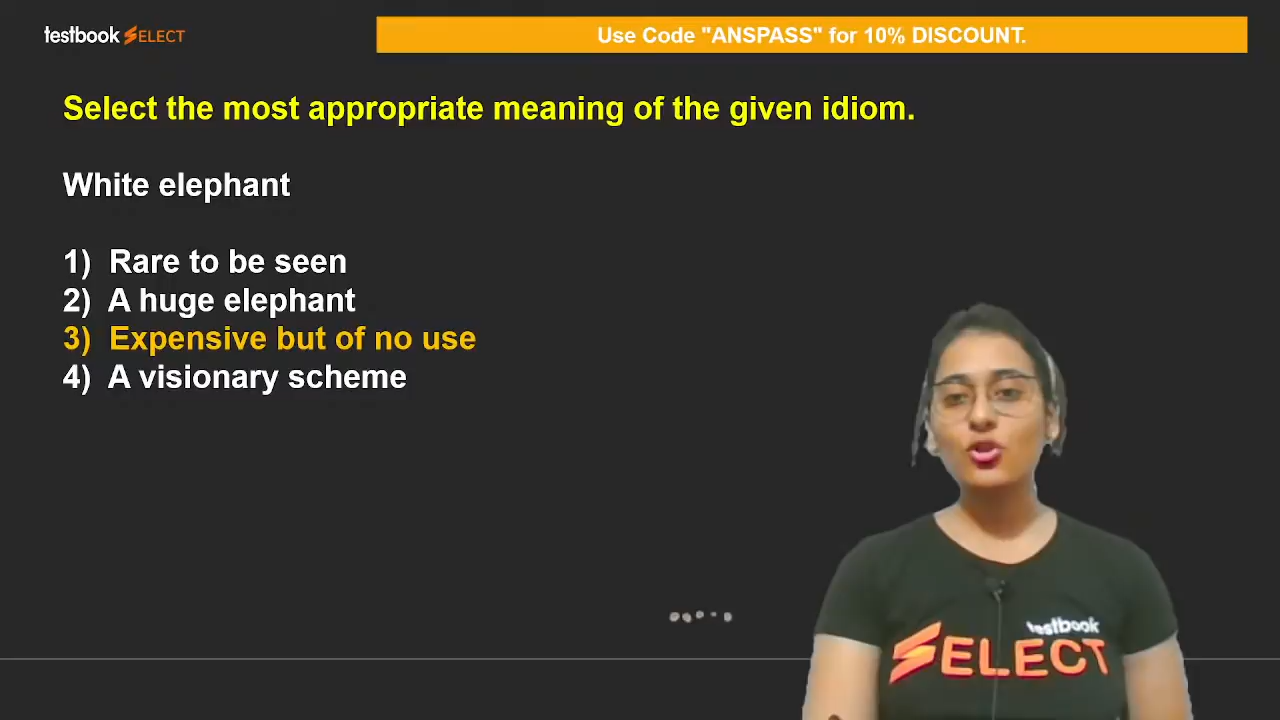 testbook SELECT
Use Code "ANSPASS" for 10% DISCOUNT.
Select the most appropriate meaning of the given idiom.
White elephant
1) Rare to be seen
2) A huge elephant
3) Expensive but of no use
4) A visionary scheme
testbook
SELECT